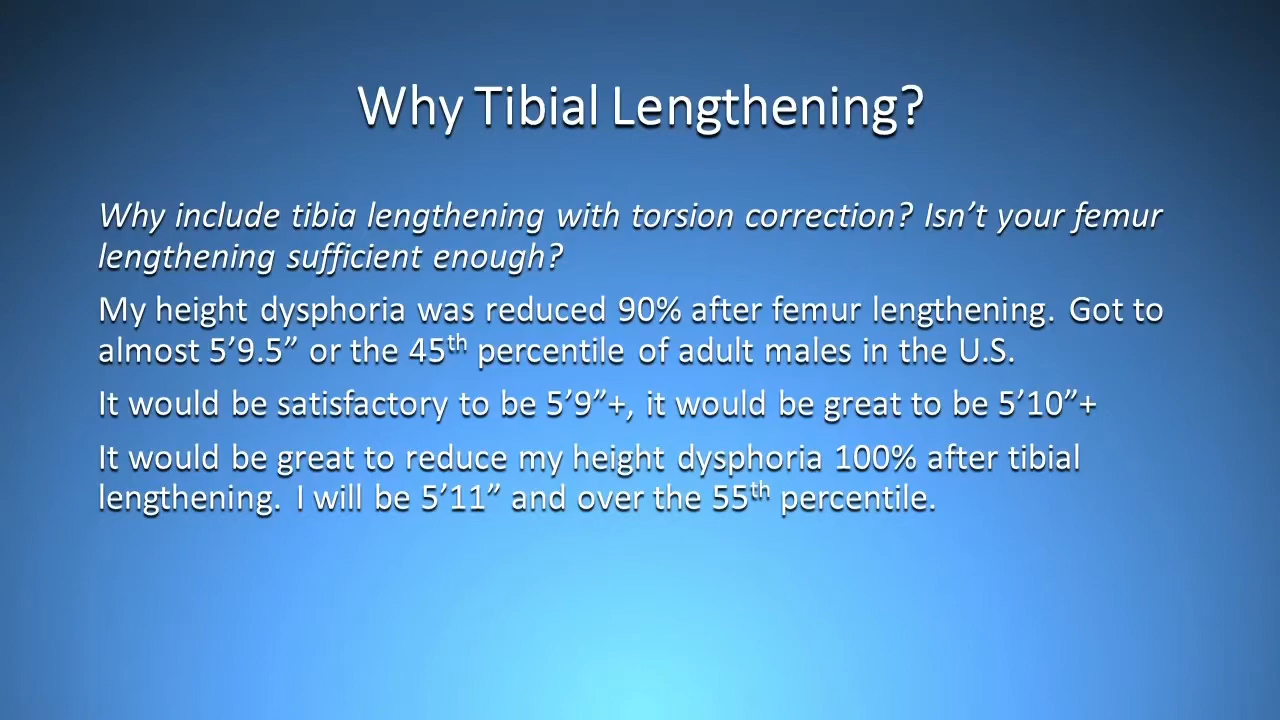 Why Tibial Lengthening?
Why include tibia lengthening with torsion correction? Isn’t your femur
lengthening sufficient enough?
My height dysphoria was reduced 90% after femur lengthening. Got to
almost 5’9.5” or the 45th percentile of adult males in the U.S.
It would be satisfactory to be 5’9”+, it would be great to be 5’10”+
It would be great to reduce my height dysphoria 100% after tibial
lengthening. I will be 5’11” and over the 55th percentile.